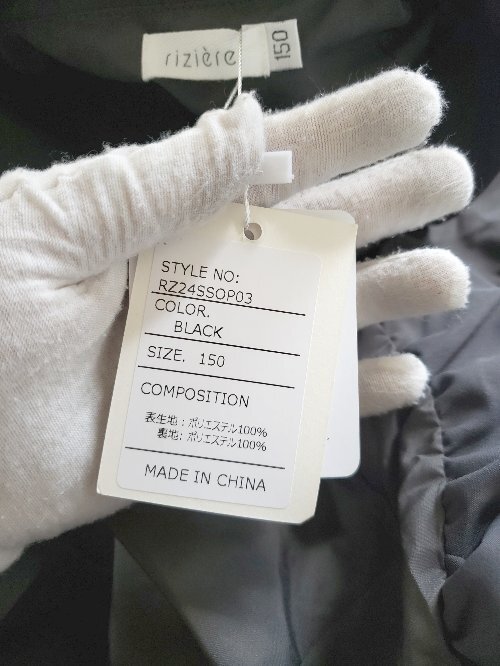 rizière
150
STYLE NO:
RZ24SSOP03
COLOR.
BLACK
SIZE. 150
COMPOSITION
表生地：ポリエステル100%
裏地：ポリエステル100%
MADE IN CHINA